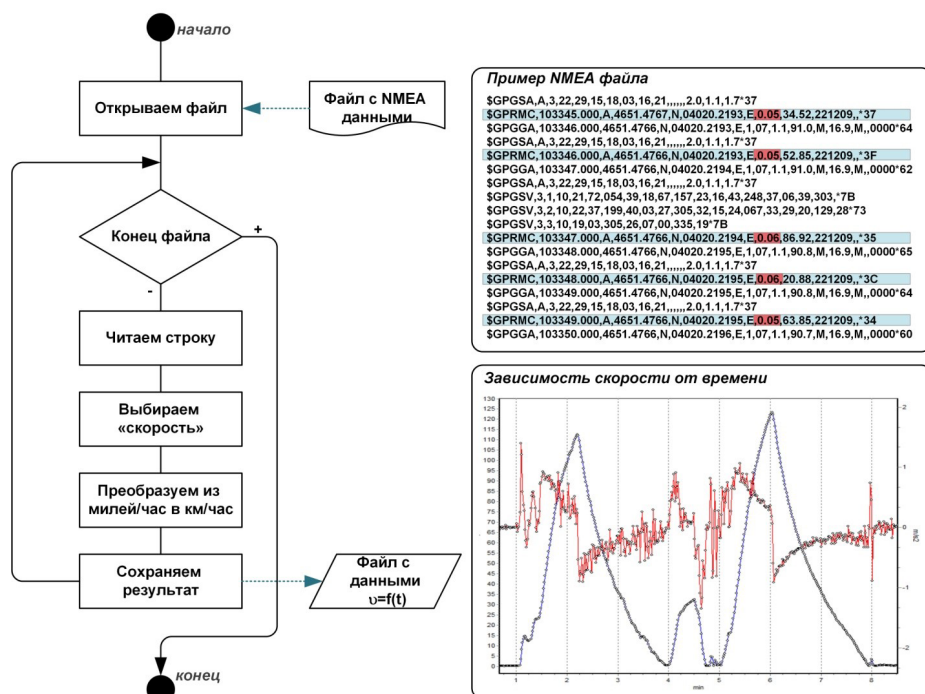 начало
Открываем файл
Файл с NMEA
данными
Конец файла
+
-
Читаем строку
Выбираем
«скорость»
Преобразуем из
милей/час в км/час
Сохраняем
результат
Файл с
данными
υ=f(t)
конец
Пример NMEA файла
$GPGSA,A,3,22,29,15,18,03,16,21,,,,,,2.0,1.1,1.7*37
$GPRMC,103345.000,A,4651.4767,N,04020.2193,E,0.05,34.52,221209,,*37
$GPGGA,103346.000,4651.4766,N,04020.2193,E,1,07,1.1,91.0,M,16.9,M,,0000*64
$GPGSA,A,3,22,29,15,18,03,16,21,,,,,,2.0,1.1,1.7*37
$GPRMC,103346.000,A,4651.4766,N,04020.2193,E,0.05,52.85,221209,,*3F
$GPGGA,103347.000,4651.4766,N,04020.2194,E,1,07,1.1,91.0,M,16.9,M,,0000*62
$GPGSA,A,3,22,29,15,18,03,16,21,,,,,,2.0,1.1,1.7*37
$GPGSV,3,1,10,21,72,054,39,18,67,157,23,16,43,248,37,06,39,303,*7B
$GPGSV,3,2,10,22,37,199,40,03,27,305,32,15,24,067,33,29,20,129,28*73
$GPGSV,3,3,10,19,03,305,26,07,00,335,19*7B
$GPRMC,103347.000,A,4651.4766,N,04020.2194,E,0.06,86.92,221209,,*35
$GPGGA,103348.000,4651.4766,N,04020.2195,E,1,07,1.1,90.8,M,16.9,M,,0000*65
$GPGSA,A,3,22,29,15,18,03,16,21,,,,,,2.0,1.1,1.7*37
$GPRMC,103348.000,A,4651.4766,N,04020.2195,E,0.06,20.88,221209,,*3C
$GPGGA,103349.000,4651.4766,N,04020.2195,E,1,07,1.1,90.8,M,16.9,M,,0000*64
$GPGSA,A,3,22,29,15,18,03,16,21,,,,,,2.0,1.1,1.7*37
$GPRMC,103349.000,A,4651.4766,N,04020.2195,E,0.05,63.85,221209,,*34
$GPGGA,103350.000,4651.4766,N,04020.2196,E,1,07,1.1,90.7,M,16.9,M,,0000*60
Зависимость скорости от времени
130
125
120
115
110
105
100
95
90
85
80
75
70
65
60
55
50
45
40
35
30
25
20
15
10
5
0
2
1
0
-1
-2
m/s2
1 2 3 4 5 6 7 8
min